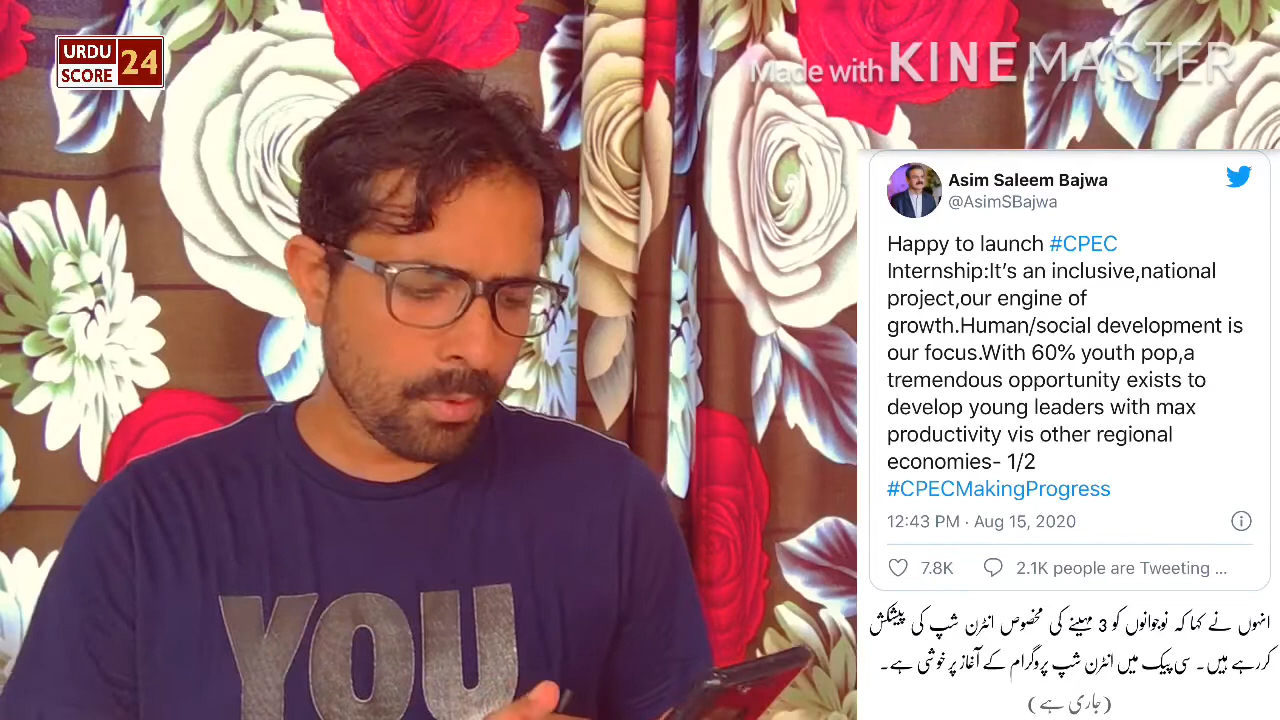 URDU
SCORE 24
Made with KINEMASTER
Asim Saleem Bajwa
@AsimSBajwa
Happy to launch #CPEC
Internship:It's an inclusive,national
project,our engine of
growth.Human/social development is
our focus.With 60% youth pop,a
tremendous opportunity exists to
develop young leaders with max
productivity vis other regional
economies- 1/2
#CPECMakingProgress
12:43 PM · Aug 15, 2020
7.8K 2.1K people are Tweeting ...
انہوں نے کہا کہ نوجوانوں کو 3 مہینے کی مخصوص انٹرن شپ کی پیشکش
کررہے ہیں۔ سی پیک میں انٹرن شپ پروگرام کے آغاز پر خوشی ہے۔
(جاری ہے)
YOU